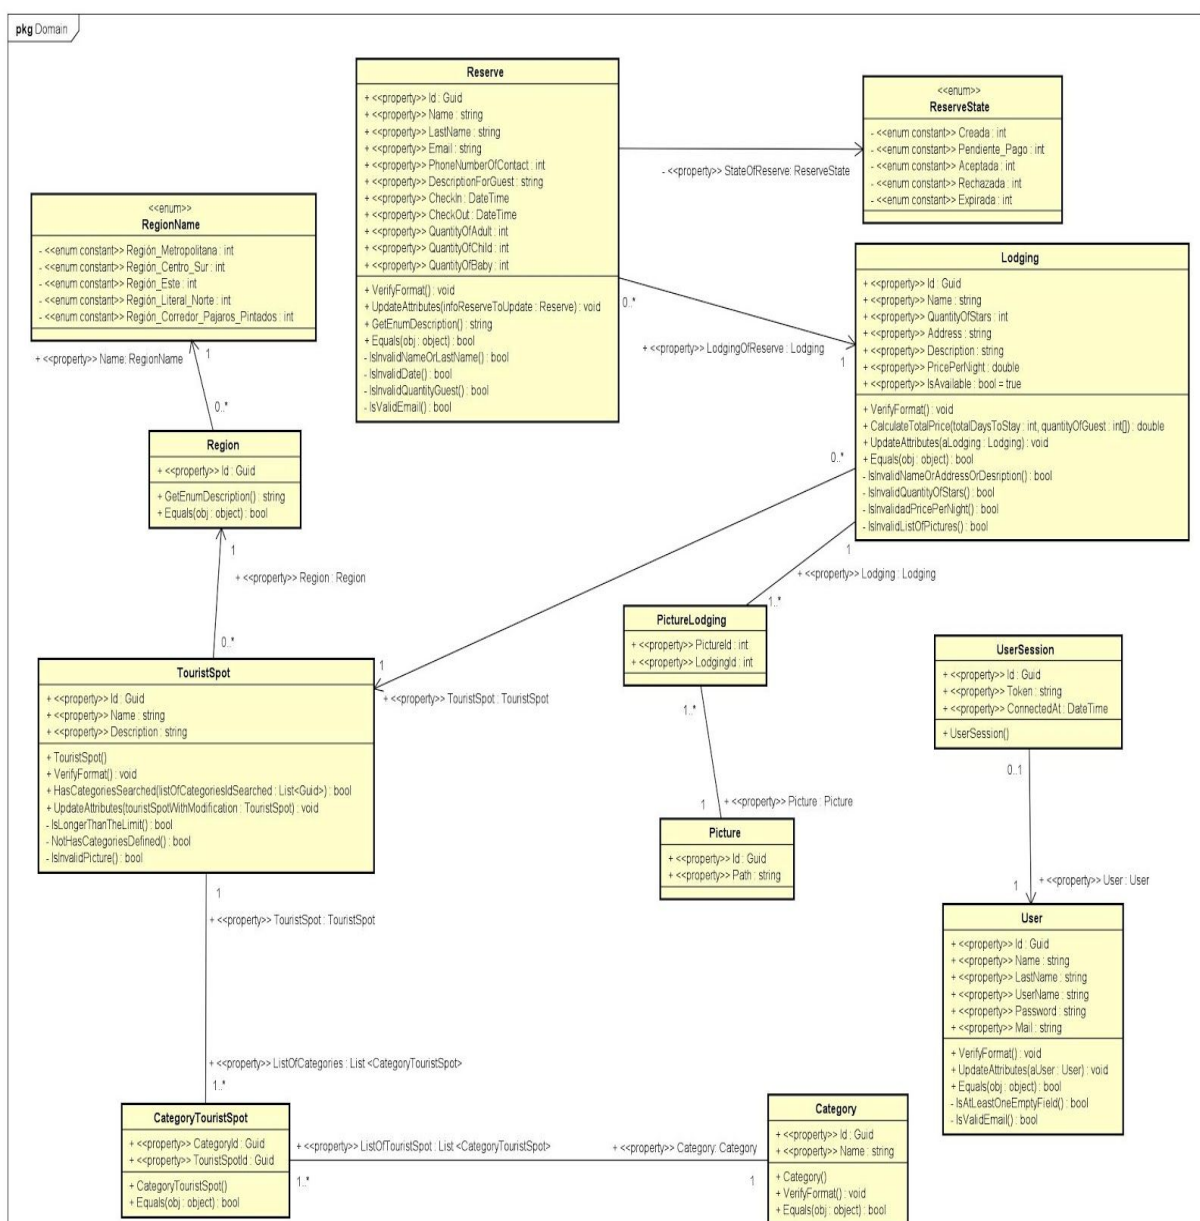 pkg Domain
Reserve
+ <<property>> Id : Guid
+ <<property>> Name : string
+ <<property>> LastName : string
+ <<property>> Email : string
+ <<property>> PhoneNumberOfContact : int
+ <<property>> DescriptionForGuest : string
+ <<property>> CheckIn : DateTime
+ <<property>> CheckOut : DateTime
+ <<property>> QuantityOfAdult : int
+ <<property>> QuantityOfChild : int
+ <<property>> QuantityOfBaby : int
+ VerifyFormat() : void
+ UpdateAttributes(infoReserveToUpdate : Reserve) : void
+ GetEnumDescription() : string
+ Equals(obj : object) : bool
- IsInvalidNameOrLastName() : bool
- IsInvalidDate() : bool
- IsInvalidQuantityGuest() : bool
- IsValidEmail() : bool
- <<property>> StateOfReserve: ReserveState
<<enum>>
ReserveState
- <<enum constant>> Creada : int
- <<enum constant>> Pendiente_Pago : int
- <<enum constant>> Aceptada : int
- <<enum constant>> Rechazada : int
- <<enum constant>> Expirada : int
<<enum>>
RegionName
- <<enum constant>> Región_Metropolitana : int
- <<enum constant>> Región_Centro_Sur : int
- <<enum constant>> Región_Este : int
- <<enum constant>> Región_Literal_Norte : int
- <<enum constant>> Región_Corredor_Pajaros_Pintados : int
+ <<property>> Name: RegionName
1
0..*
Region
+ <<property>> Id : Guid
+ GetEnumDescription() : string
+ Equals(obj : object) : bool
1
+ <<property>> Region : Region
0..*
0..*
+ <<property>> LodgingOfReserve : Lodging
1
Lodging
+ <<property>> Id : Guid
+ <<property>> Name : string
+ <<property>> QuantityOfStars : int
+ <<property>> Address : string
+ <<property>> Description : string
+ <<property>> PricePerNight : double
+ <<property>> IsAvailable : bool = true
+ VerifyFormat() : void
+ CalculateTotalPrice(totalDaysToStay : int, quantityOfGuest : int[]) : double
+ UpdateAttributes(aLodging : Lodging) : void
+ Equals(obj : object) : bool
- IsInvalidNameOrAddressOrDesription() : bool
- IsInvalidQuantityOfStars() : bool
- IsInvalidadPricePerNight() : bool
- IsInvalidListOfPictures() : bool
0..*
1
+ <<property>> TouristSpot : TouristSpot
1
+ <<property>> Lodging : Lodging
1..*
PictureLodging
+ <<property>> PictureId : int
+ <<property>> LodgingId : int
1..*
1
+ <<property>> Picture : Picture
Picture
+ <<property>> Id : Guid
+ <<property>> Path : string
TouristSpot
+ <<property>> Id : Guid
+ <<property>> Name : string
+ <<property>> Description : string
+ TouristSpot()
+ VerifyFormat() : void
+ HasCategoriesSearched(listOfCategoriesIdSearched : List<Guid>) : bool
+ UpdateAttributes(touristSpotWithModification : TouristSpot) : void
- IsLongerThanTheLimit() : bool
- NotHasCategoriesDefined() : bool
- IsInvalidPicture() : bool
1
+ <<property>> TouristSpot : TouristSpot
+ <<property>> ListOfCategories : List <CategoryTouristSpot>
1..*
UserSession
+ <<property>> Id : Guid
+ <<property>> Token : string
+ <<property>> ConnectedAt : DateTime
+ UserSession()
0..1
1
+ <<property>> User : User
User
+ <<property>> Id : Guid
+ <<property>> Name : string
+ <<property>> LastName : string
+ <<property>> UserName : string
+ <<property>> Password : string
+ <<property>> Mail : string
+ VerifyFormat() : void
+ UpdateAttributes(aUser : User) : void
+ Equals(obj : object) : bool
- IsAtLeastOneEmptyField() : bool
- IsValidEmail() : bool
CategoryTouristSpot
+ <<property>> CategoryId : Guid
+ <<property>> TouristSpotId : Guid
+ CategoryTouristSpot()
+ Equals(obj : object) : bool
+ <<property>> ListOfTouristSpot : List <CategoryTouristSpot>
1..*
+ <<property>> Category: Category
1
Category
+ <<property>> Id : Guid
+ <<property>> Name : string
+ Category()
+ VerifyFormat() : void
+ Equals(obj : object) : bool